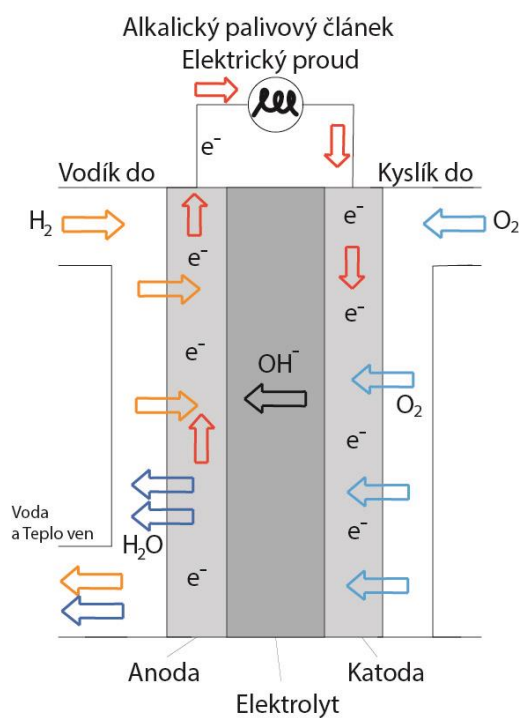 Alkalický palivový článek
Elektrický proud
e⁻
Vodík do
Kyslík do
H₂
e⁻
O₂
e⁻
e⁻
e⁻
OH⁻
O₂
e⁻
Voda
a Teplo ven
H₂O
e⁻
e⁻
Anoda
Katoda
Elektrolyt